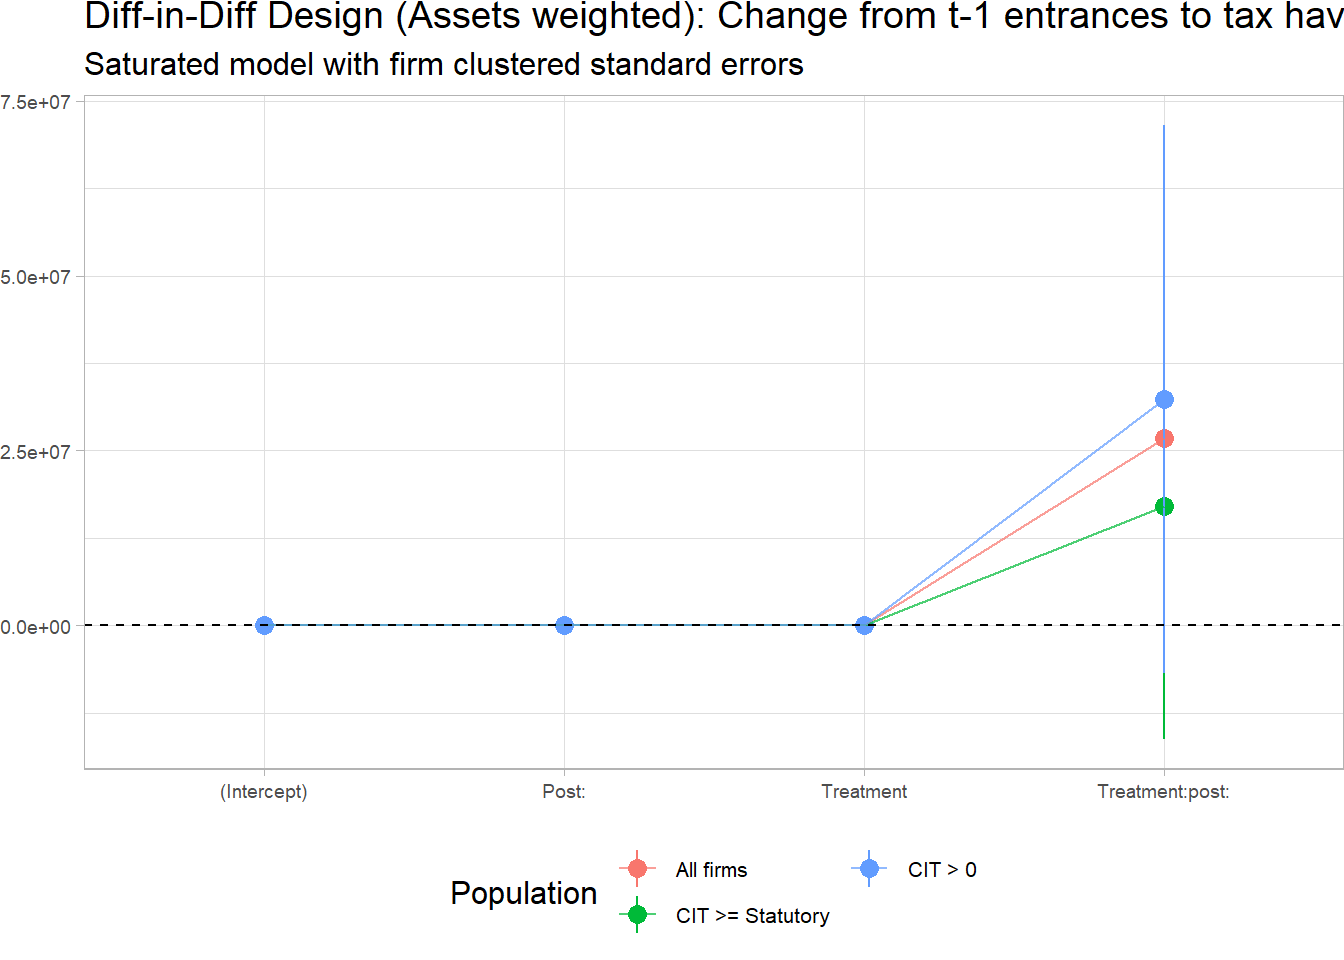 Diff-in-Diff Design (Assets weighted): Change from t-1 entrances to tax hav
Saturated model with firm clustered standard errors
7.5e+07
5.0e+07
2.5e+07
0.0e+00
(Intercept) Post: Treatment Treatment:post:
Population
All firms CIT > 0
CIT >= Statutory